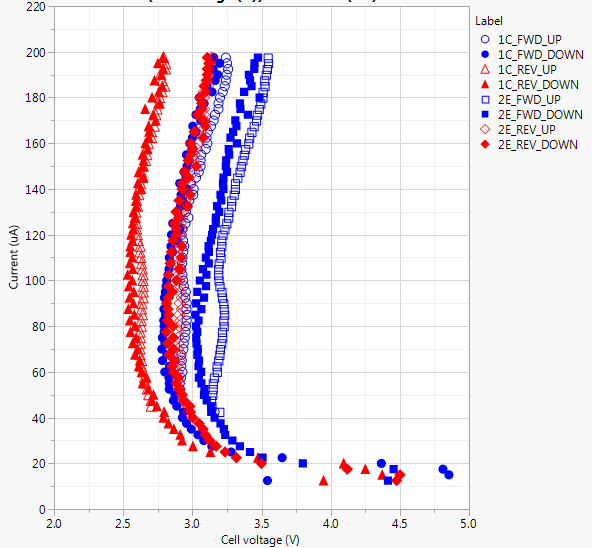 Label
1C_FWD_UP
1C_FWD_DOWN
1C_REV_UP
1C_REV_DOWN
2E_FWD_UP
2E_FWD_DOWN
2E_REV_UP
2E_REV_DOWN
220
200
180
160
140
120
100
80
60
40
20
0
Current (uA)
2.0 2.5 3.0 3.5 4.0 4.5 5.0
Cell voltage (V)